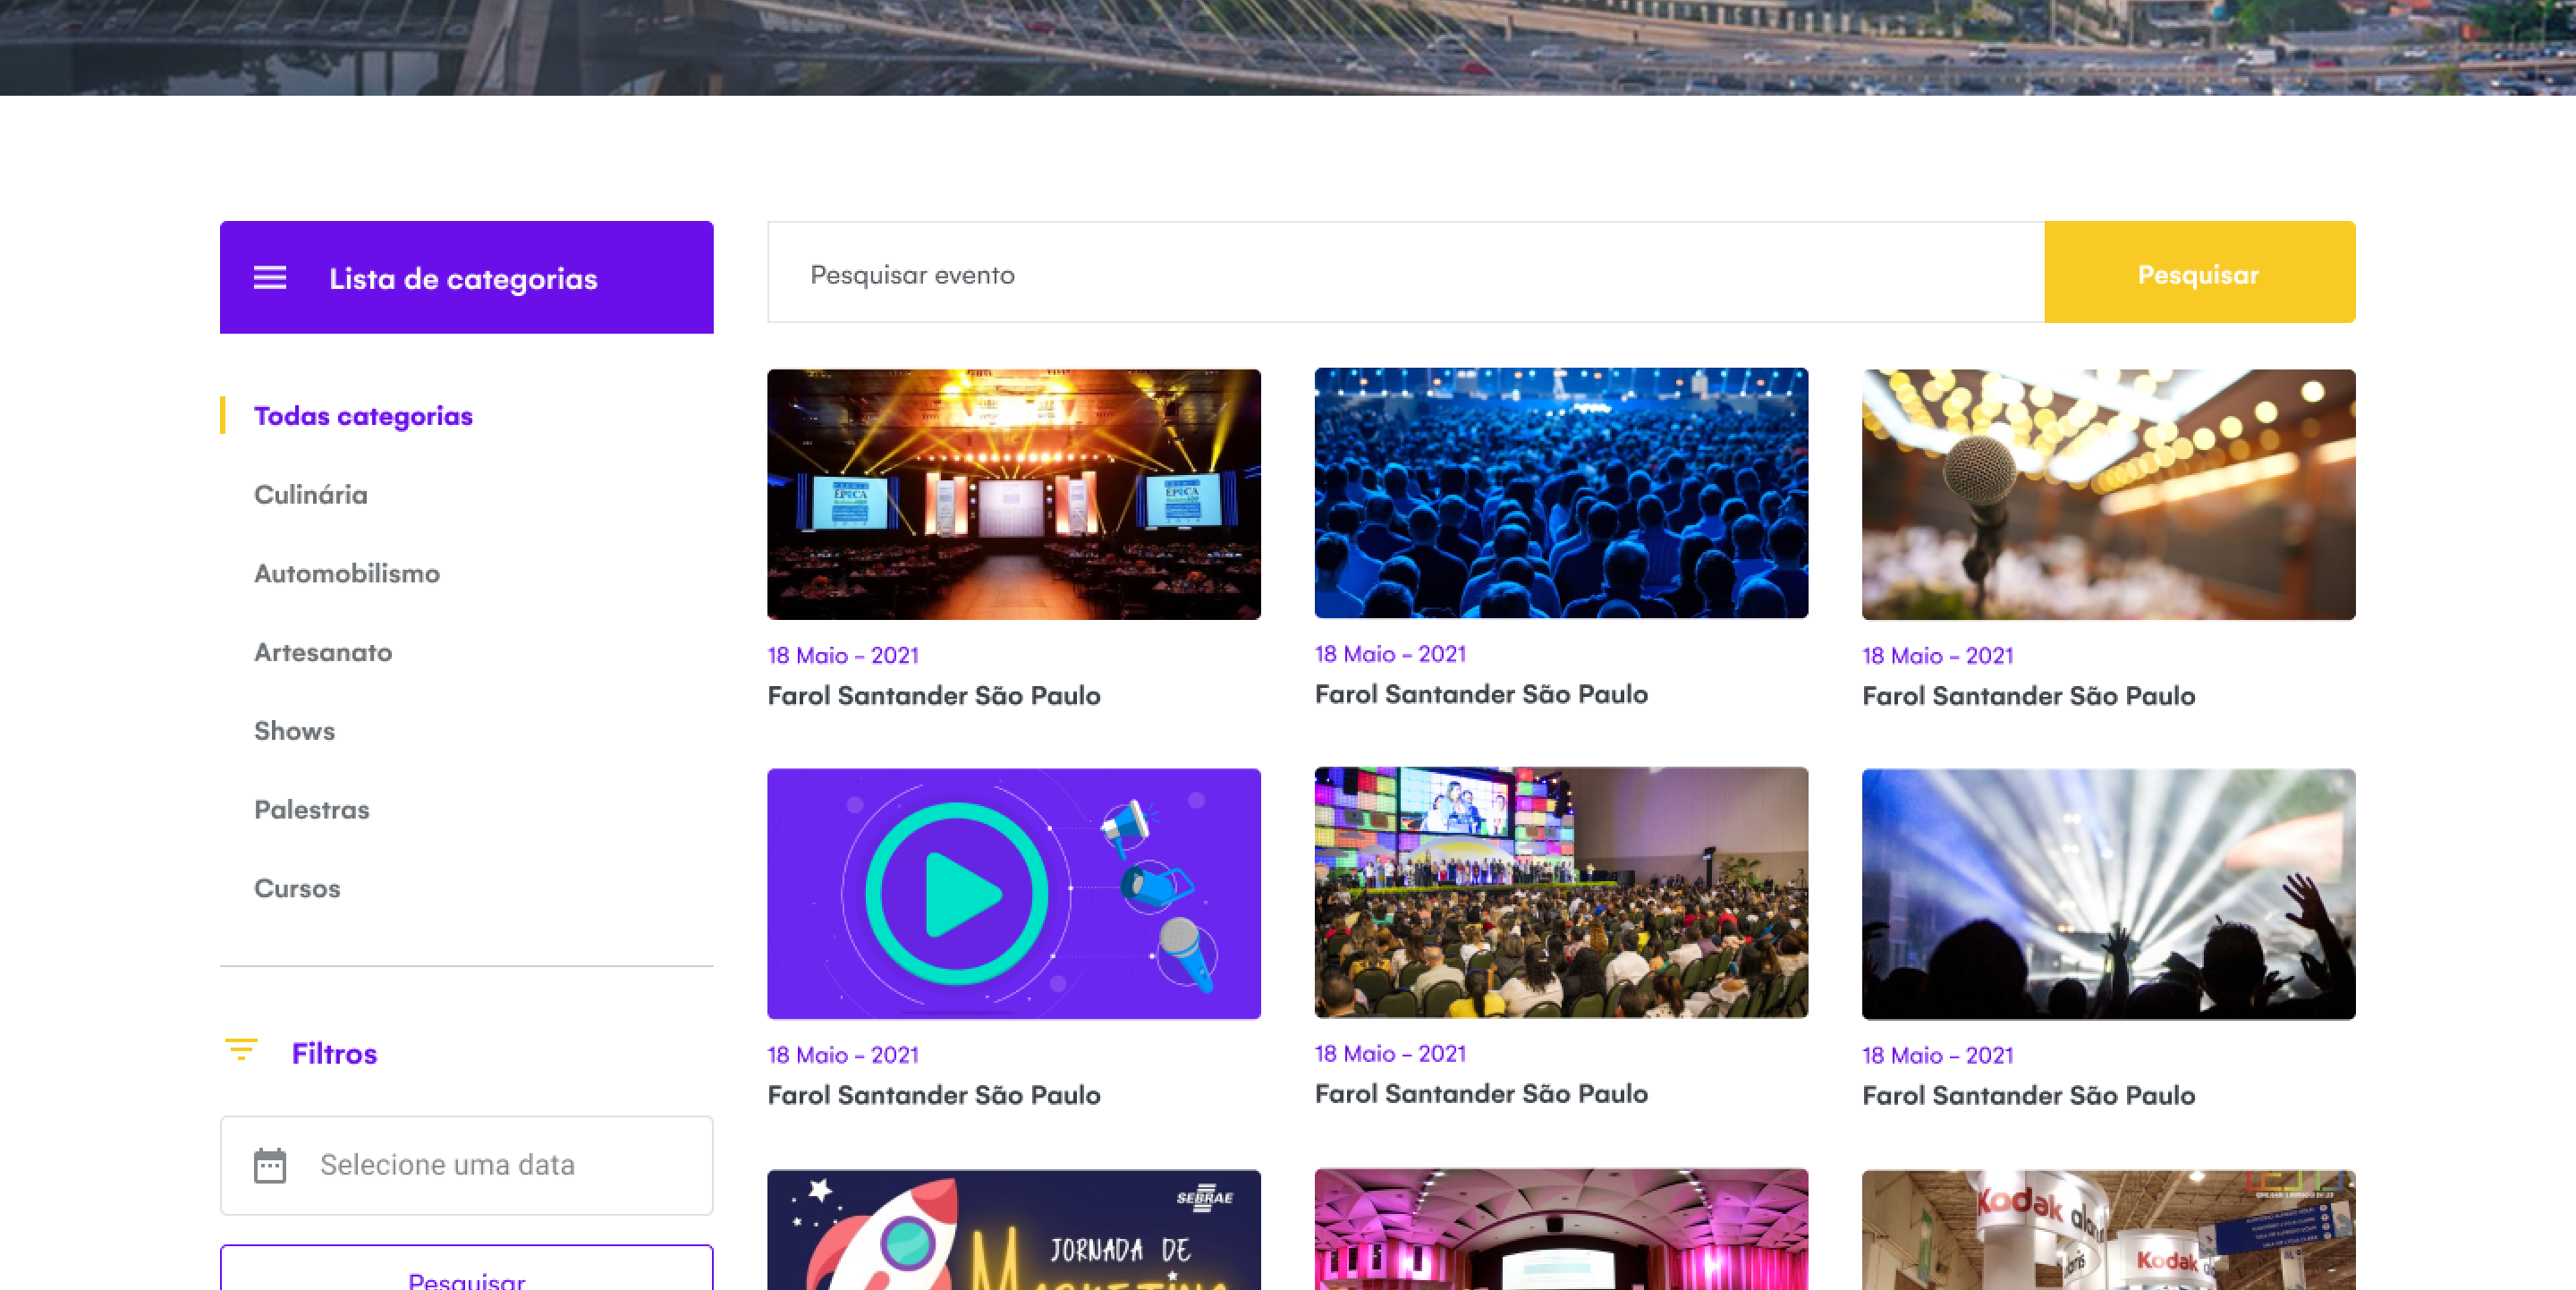 Lista de categorias
Pesquisar evento
Pesquisar
Todas categorias
Culinária
Automobilismo
Artesanato
Shows
Palestras
Cursos
Filtros
Selecione uma data
Pesquisar
ÉPOCA
ÉPOCA
18 Maio - 2021
Farol Santander São Paulo
18 Maio - 2021
Farol Santander São Paulo
18 Maio - 2021
Farol Santander São Paulo
18 Maio - 2021
Farol Santander São Paulo
18 Maio - 2021
Farol Santander São Paulo
18 Maio - 2021
Farol Santander São Paulo
SEBRAE
JORNADA DE
MARKETING
Kodak alaris
Kodak